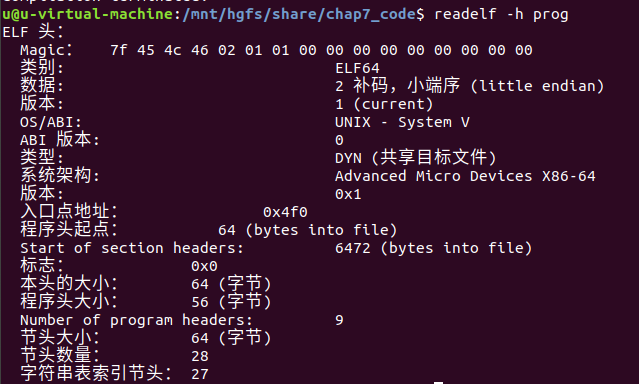 u@u-virtual-machine:/mnt/hgfs/share/chap7_code$ readelf -h prog
ELF 头：
Magic： 7f 45 4c 46 02 01 01 00 00 00 00 00 00 00 00 00
类别: ELF64
数据: 2 补码，小端序 (little endian)
版本: 1 (current)
OS/ABI: UNIX - System V
ABI 版本: 0
类型: DYN (共享目标文件)
系统架构: Advanced Micro Devices X86-64
版本: 0x1
入口点地址： 0x4f0
程序头起点： 64 (bytes into file)
Start of section headers: 6472 (bytes into file)
标志： 0x0
本头的大小： 64 (字节)
程序头大小： 56 (字节)
Number of program headers: 9
节头大小： 64 (字节)
节头数量： 28
字符串表索引节头： 27